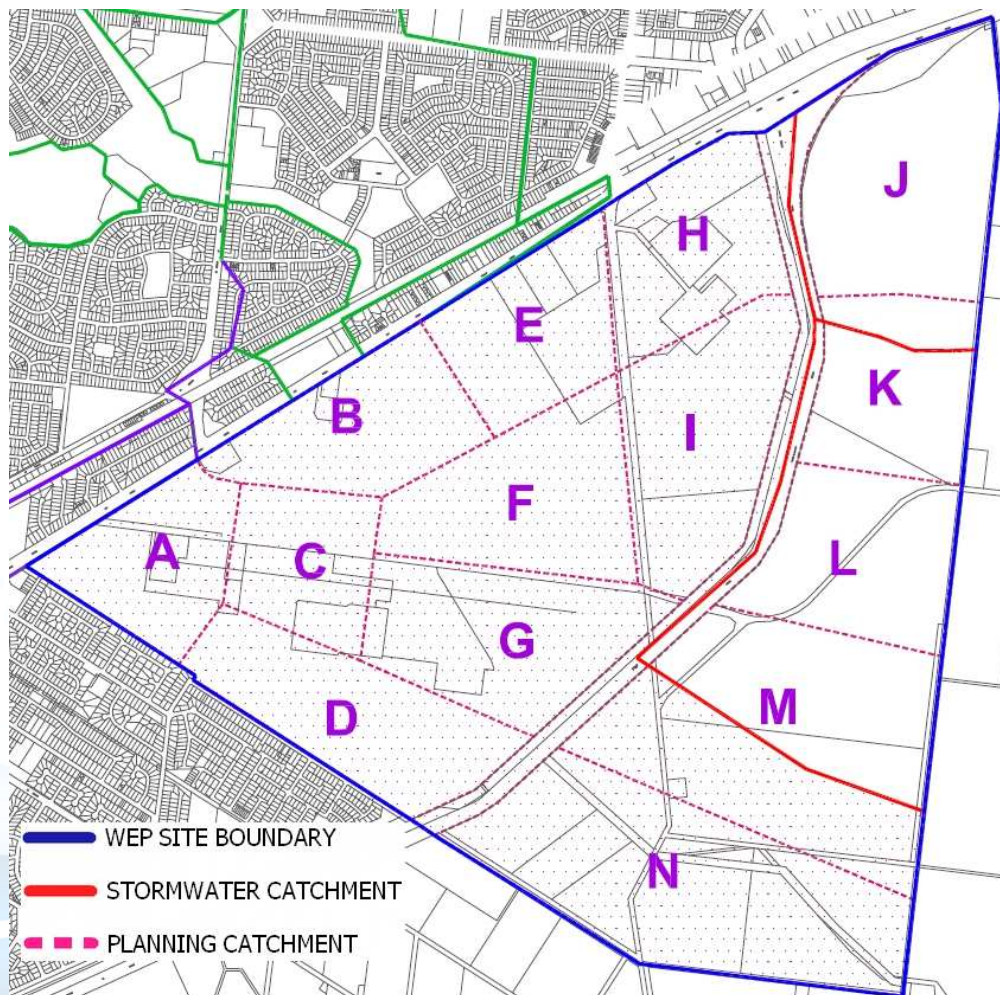 J
H
E
K
B
I
F
A
C
L
G
M
D
N
WEP SITE BOUNDARY
STORMWATER CATCHMENT
PLANNING CATCHMENT